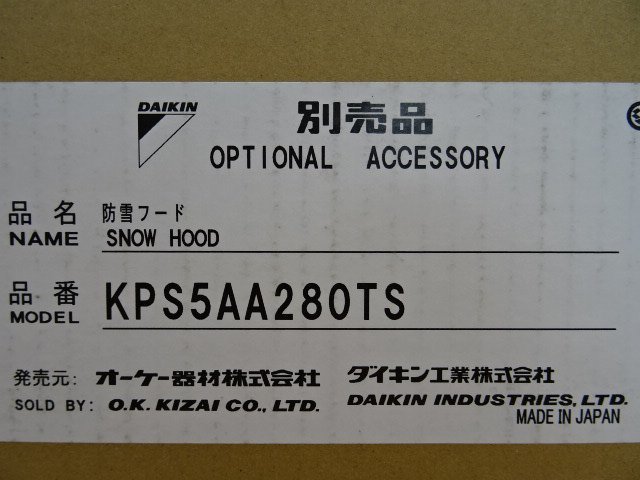 DAIKIN
別売品
OPTIONAL ACCESSORY
品名 防雪フード
NAME SNOW HOOD
品番 KPS5AA280TS
MODEL
発売元: オーケー器材株式会社 ダイキン工業株式会社
SOLD BY: O.K. KIZAI CO., LTD. DAIKIN INDUSTRIES, LTD.
MADE IN JAPAN